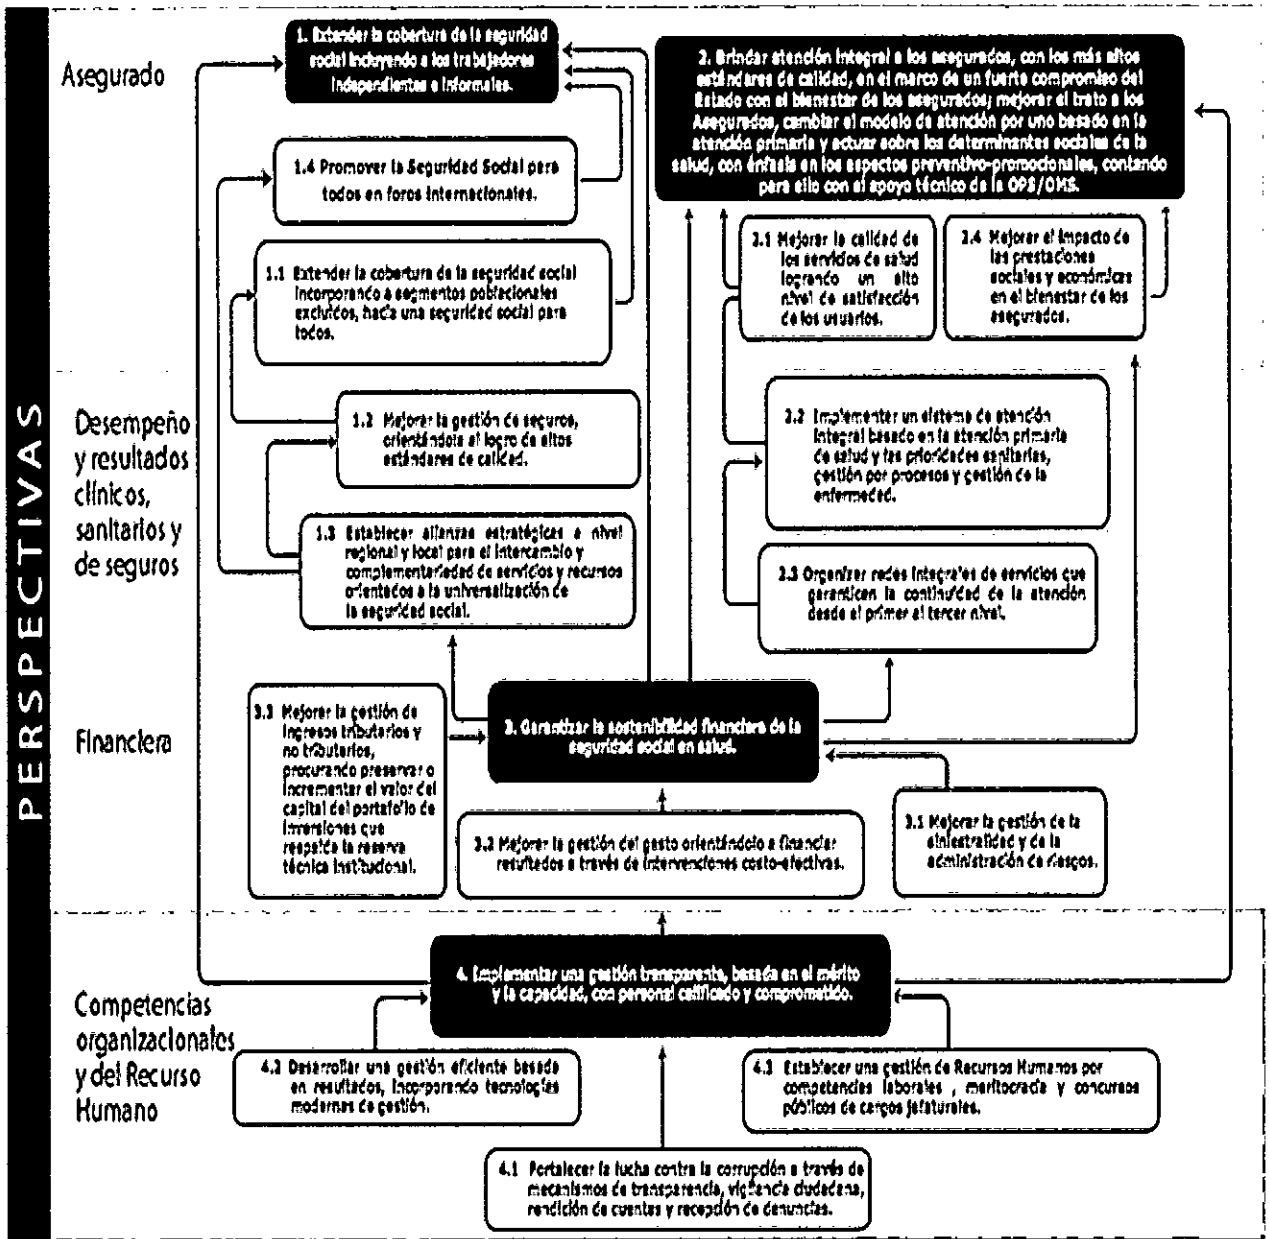 PERSPECTIVAS
Asegurado
1. Extender la cobertura de la seguridad
social incluyendo a los trabajadores
independientes e informales.
2. Brindar atención integral a los asegurados, con los más altos
estándares de calidad, en el marco de un fuerte compromiso del
Estado con el bienestar de los asegurados; mejorar el trato a los
Asegurados, cambiar el modelo de atención por uno basado en la
atención primaria y actuar sobre los determinantes sociales de la
salud, con énfasis en los aspectos preventivo-promocionales, contando
para ello con el apoyo técnico de la OPS/OMS.
1.4 Promover la Seguridad Social para
todos en foros internacionales.
1.1 Extender la cobertura de la seguridad social
incorporando a segmentos poblacionales
excluidos, hacia una seguridad social para
todos.
2.1 Mejorar la calidad de
los servicios de salud
logrando un alto
nivel de satisfacción
de los usuarios.
2.4 Mejorar el impacto de
las prestaciones
sociales y económicas
en el bienestar de los
asegurados.
Desempeño
y resultados
clínicos,
sanitarios y
de seguros
1.2 Mejorar la gestión de seguros,
orientándola al logro de altos
estándares de calidad.
2.2 Implementar un sistema de atención
integral basado en la atención primaria
de salud y las prioridades sanitarias,
gestión por procesos y gestión de la
enfermedad.
1.3 Establecer alianzas estratégicas a nivel
regional y local para el intercambio y
complementariedad de servicios y recursos
orientados a la universalización de
la seguridad social.
2.3 Organizar redes integrales de servicios que
garanticen la continuidad de la atención
desde el primer al tercer nivel.
Financiera
3.3 Mejorar la gestión de
ingresos tributarios y
no tributarios,
procurando preservar o
incrementar el valor del
capital del portafolio de
inversiones que
respalda la reserva
técnica institucional.
3. Garantizar la sostenibilidad financiera de la
seguridad social en salud.
3.2 Mejorar la gestión del gasto orientándolo a financiar
resultados a través de intervenciones costo-efectivas.
3.1 Mejorar la gestión de la
siniestralidad y de la
administración de riesgos.
Competencias
organizacionales
y del Recurso
Humano
4. Implementar una gestión transparente, basada en el mérito
y la capacidad, con personal calificado y comprometido.
4.2 Desarrollar una gestión eficiente basada
en resultados, incorporando tecnologías
modernas de gestión.
4.3 Establecer una gestión de Recursos Humanos por
competencias laborales , meritocracia y concursos
públicos de cargos jefaturales.
4.1 Fortalecer la lucha contra la corrupción a través de
mecanismos de transparencia, vigilancia ciudadana,
rendición de cuentas y recepción de denuncias.